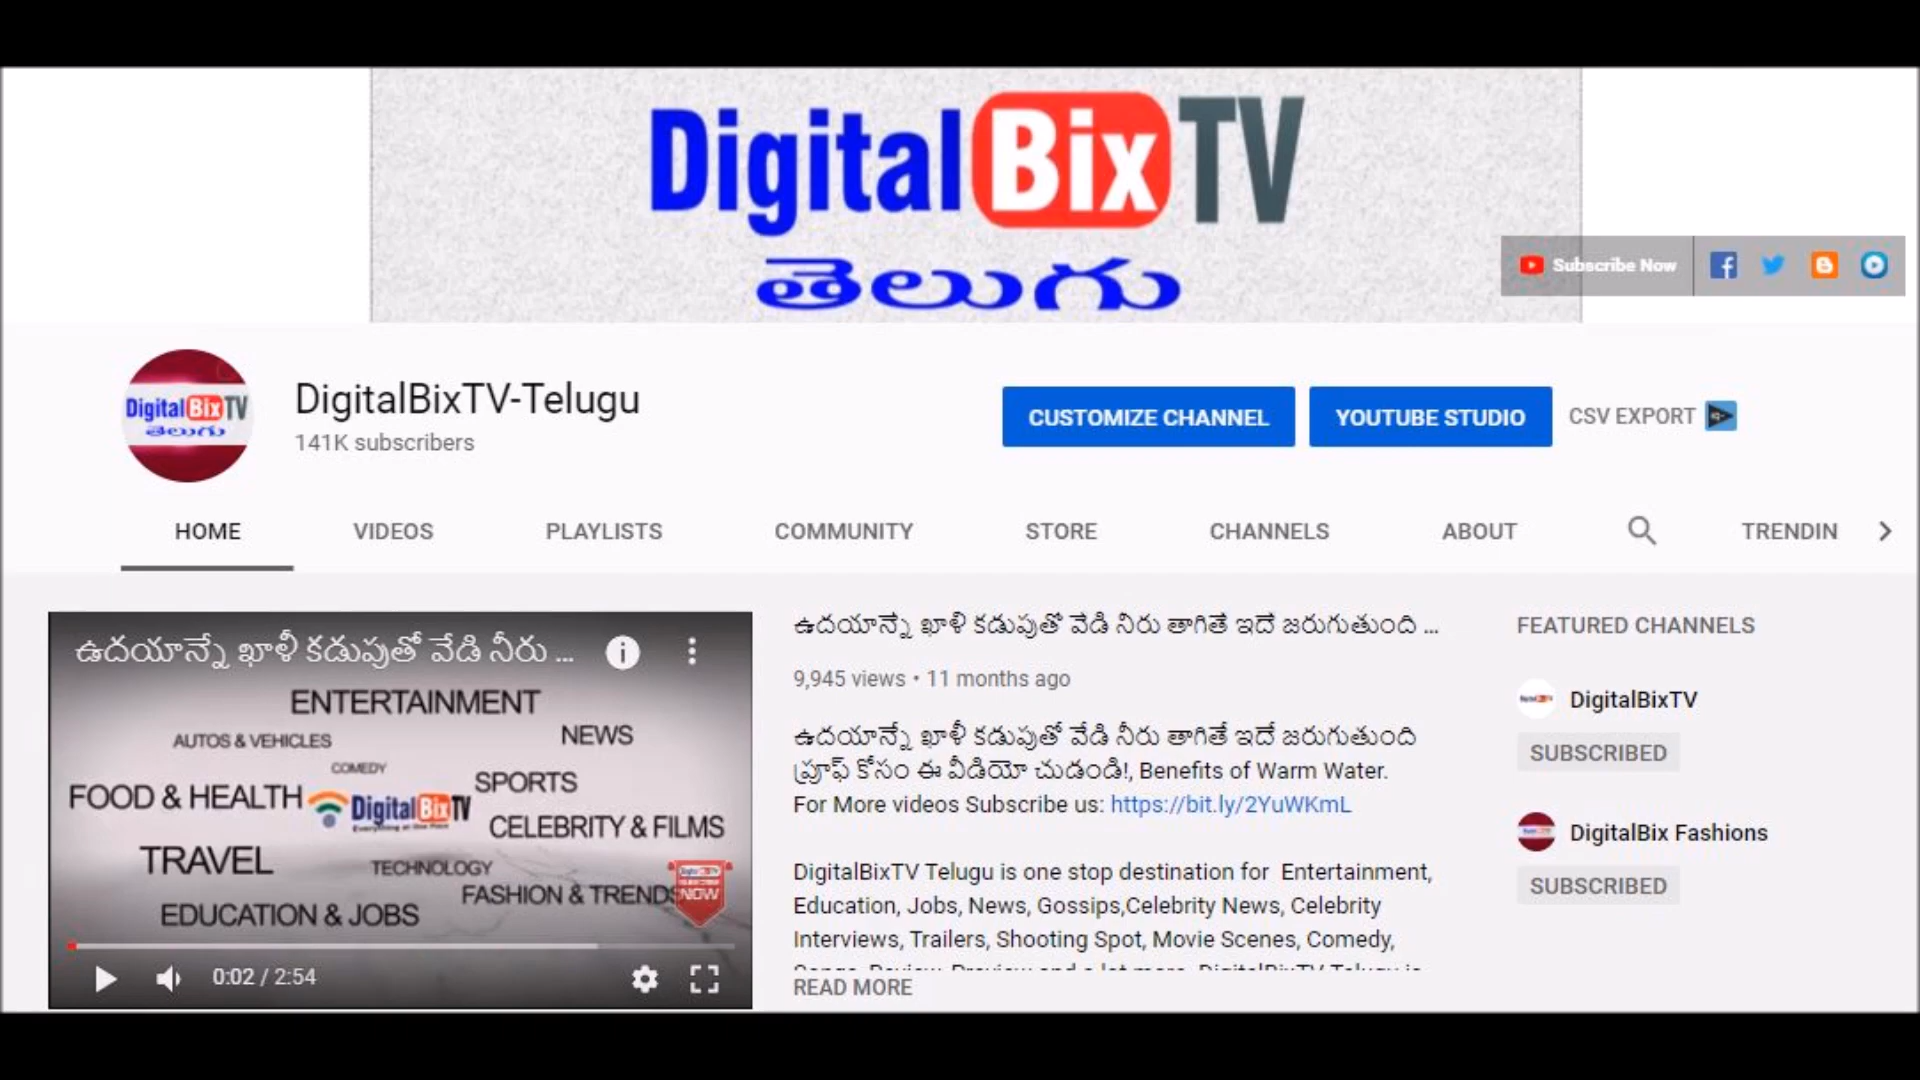 DigitalBixTV
తెలుగు
Subscribe Now
DigitalBixTV
తెలుగు
DigitalBixTV-Telugu
141K subscribers
CUSTOMIZE CHANNEL
YOUTUBE STUDIO
CSV EXPORT
HOME
VIDEOS
PLAYLISTS
COMMUNITY
STORE
CHANNELS
ABOUT
TRENDIN
ఉదయాన్నే ఖాళీ కడుపుతో వేడి నీరు ...
ENTERTAINMENT
AUTOS & VEHICLES
NEWS
COMEDY
FOOD & HEALTH
SPORTS
DigitalBixTV
CELEBRITY & FILMS
TRAVEL
TECHNOLOGY
FASHION & TRENDS
NOW
EDUCATION & JOBS
0:02 / 2:54
ఉదయాన్నే ఖాళి కడుపుతో వేడి నిరు తాగితే ఇదే జరుగుతుంది ...
9,945 views • 11 months ago
ఉదయాన్నే ఖాళీ కడుపుతో వేడి నీరు తాగితే ఇదే జరుగుతుంది
ప్రూఫ్ కోసం ఈ వీడియో చుడండి!, Benefits of Warm Water.
For More videos Subscribe us: https://bit.ly/2YuWKmL
DigitalBixTV Telugu is one stop destination for Entertainment,
Education, Jobs, News, Gossips,Celebrity News, Celebrity
Interviews, Trailers, Shooting Spot, Movie Scenes, Comedy,
READ MORE
FEATURED CHANNELS
DigitalBixTV
SUBSCRIBED
DigitalBix Fashions
SUBSCRIBED